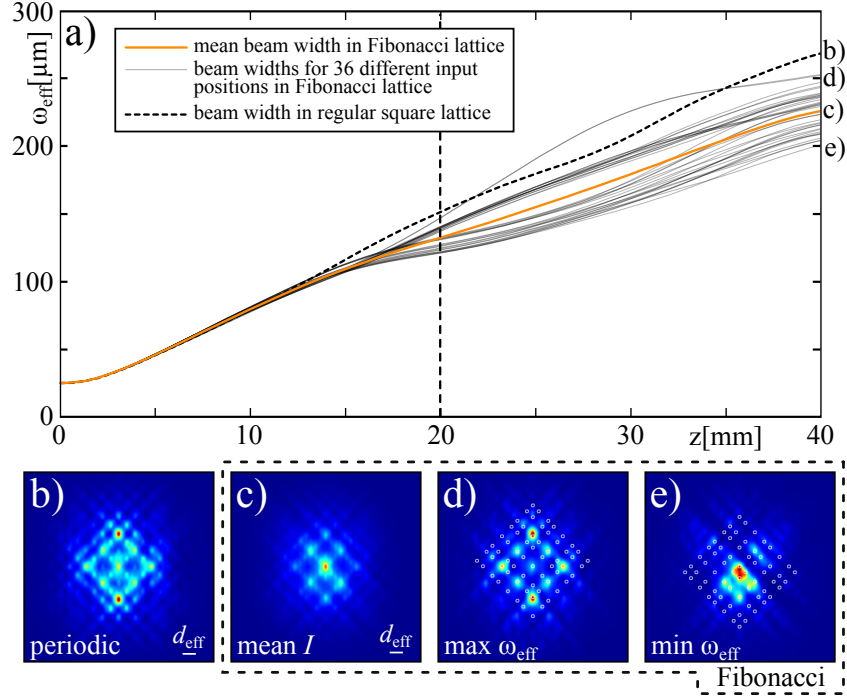 a)
ω_eff[μm]
300
200
100
0
mean beam width in Fibonacci lattice
beam widths for 36 different input
positions in Fibonacci lattice
beam width in regular square lattice
b)
d)
c)
e)
0
10
20
30
z[mm]
40
b)
periodic
d_eff
c)
mean I
d_eff
d)
max ω_eff
e)
min ω_eff
Fibonacci